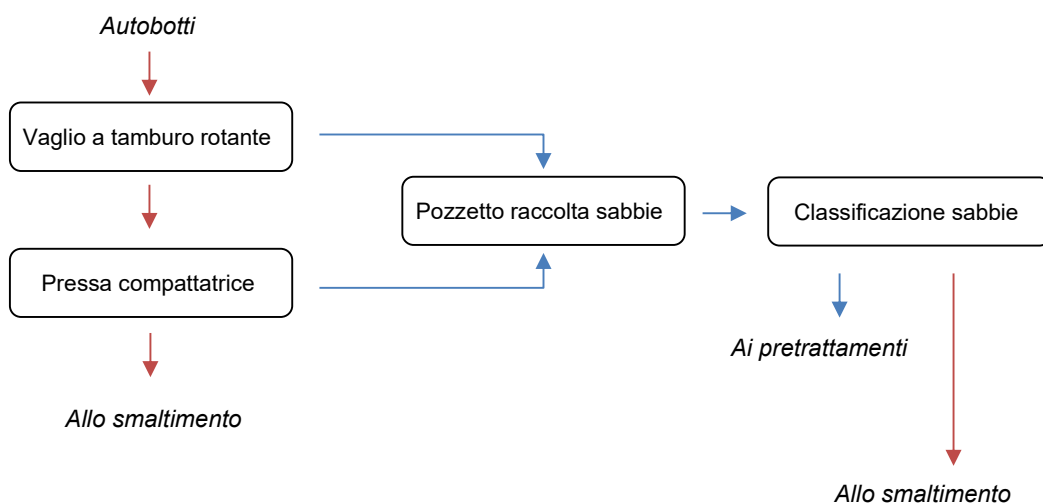 Autobotti
Vaglio a tamburo rotante
Pozzetto raccolta sabbie
Classificazione sabbie
Pressa compattatrice
Ai pretrattamenti
Allo smaltimento
Allo smaltimento